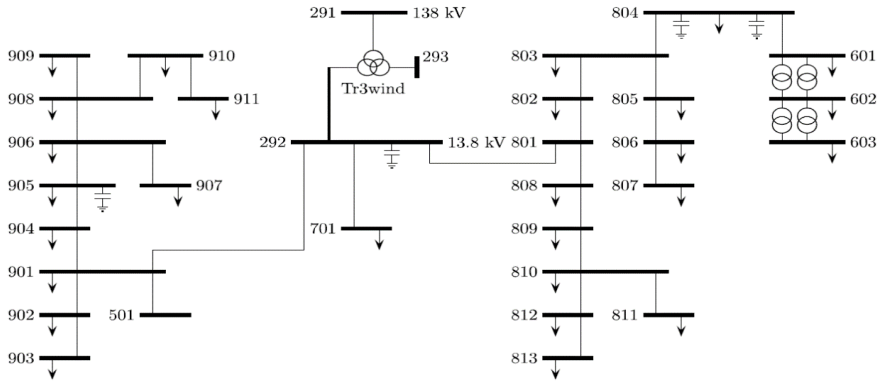 291 138 kV
804
909 910 293 803 601
Tr3wind
908 911 802 805 602
906 292 13.8 kV 801 806 603
905 907 808 807
904 701 809
901 810
902 501 812 811
903 813